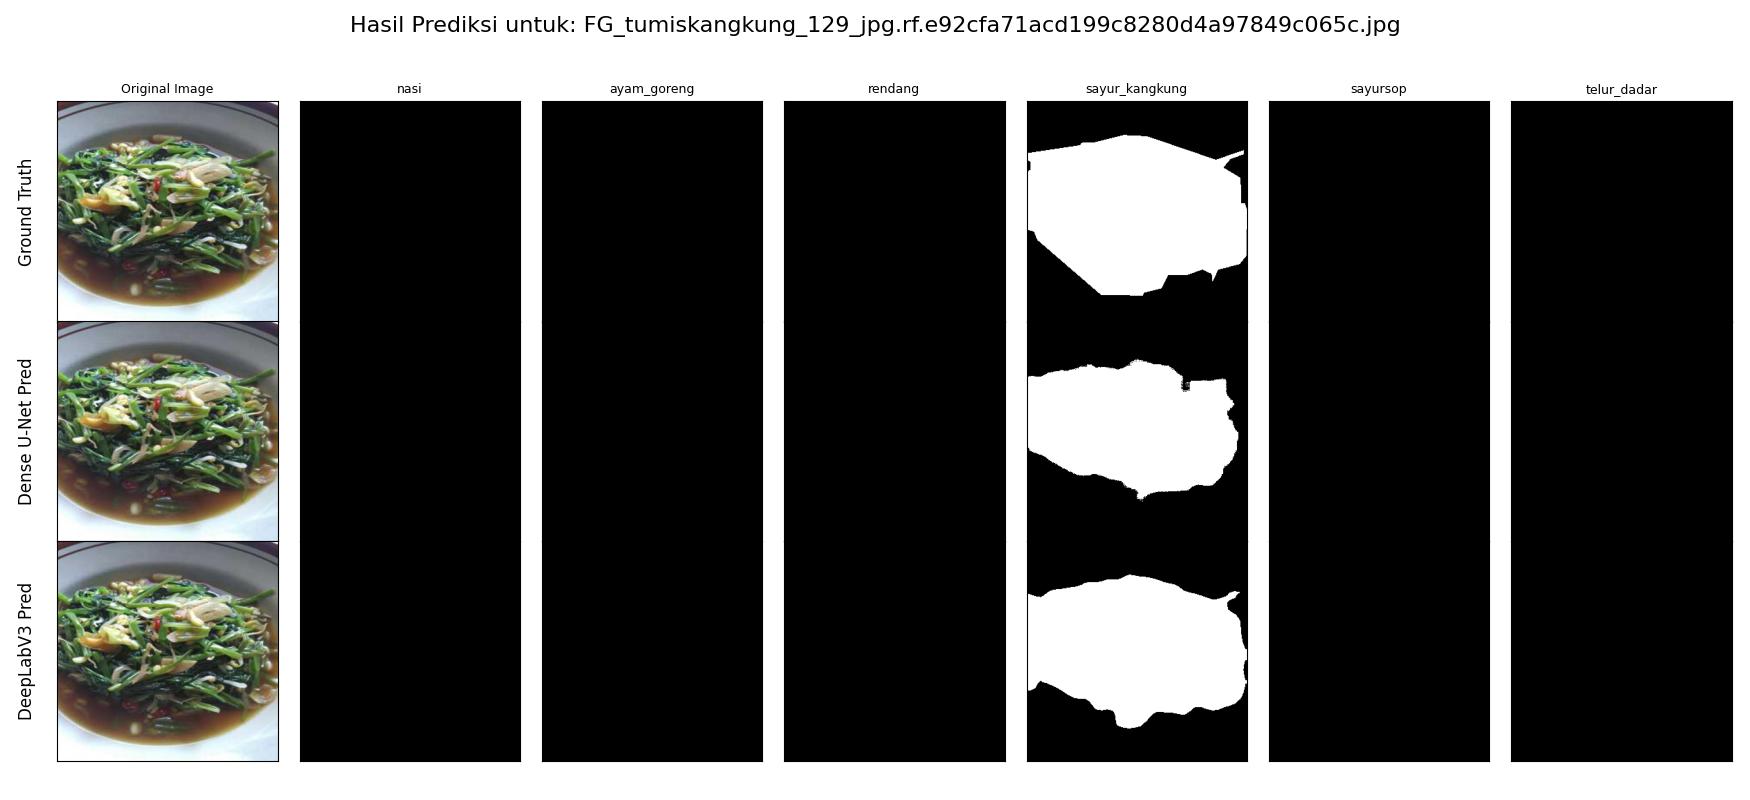 Hasil Prediksi untuk: FG_tumiskangkung_129_jpg.rf.e92cfa71acd199c8280d4a97849c065c.jpg
Original Image
nasi
ayam_goreng
rendang
sayur_kangkung
sayursop
telur_dadar
Ground Truth
Dense U-Net Pred
DeepLabV3 Pred